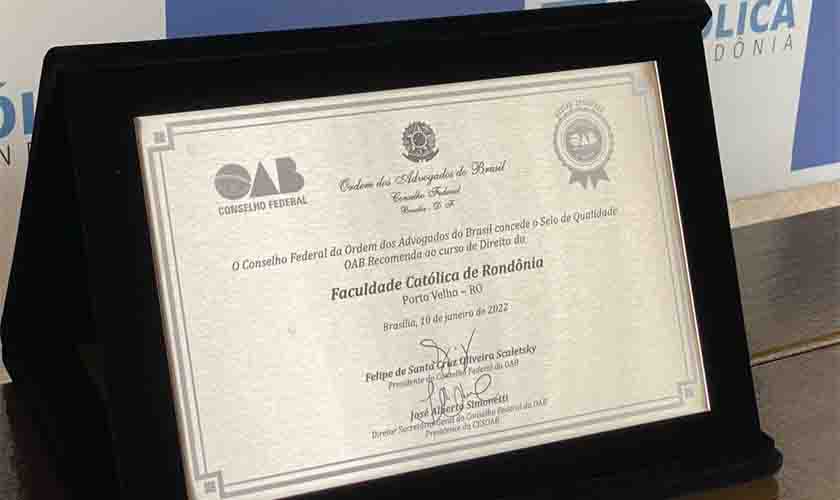 ÓLICA
DÔNIA
OAB
CONSELHO FEDERAL
Ordem dos Advogados do Brasil
Conselho Federal
Brasília - D. F.
OAB
O Conselho Federal da Ordem dos Advogados do Brasil concede o Selo de Qualidade
OAB Recomenda ao curso de Direito da
Faculdade Católica de Rondônia
Porto Velho – RO
Brasília, 10 de janeiro de 2022
Felipe de Santa Cruz Oliveira Scaletsky
Presidente do Conselho Federal da OAB
José Alberto Simonetti
Diretor Secretário-Geral do Conselho Federal da OAB
Presidente da CESOAB